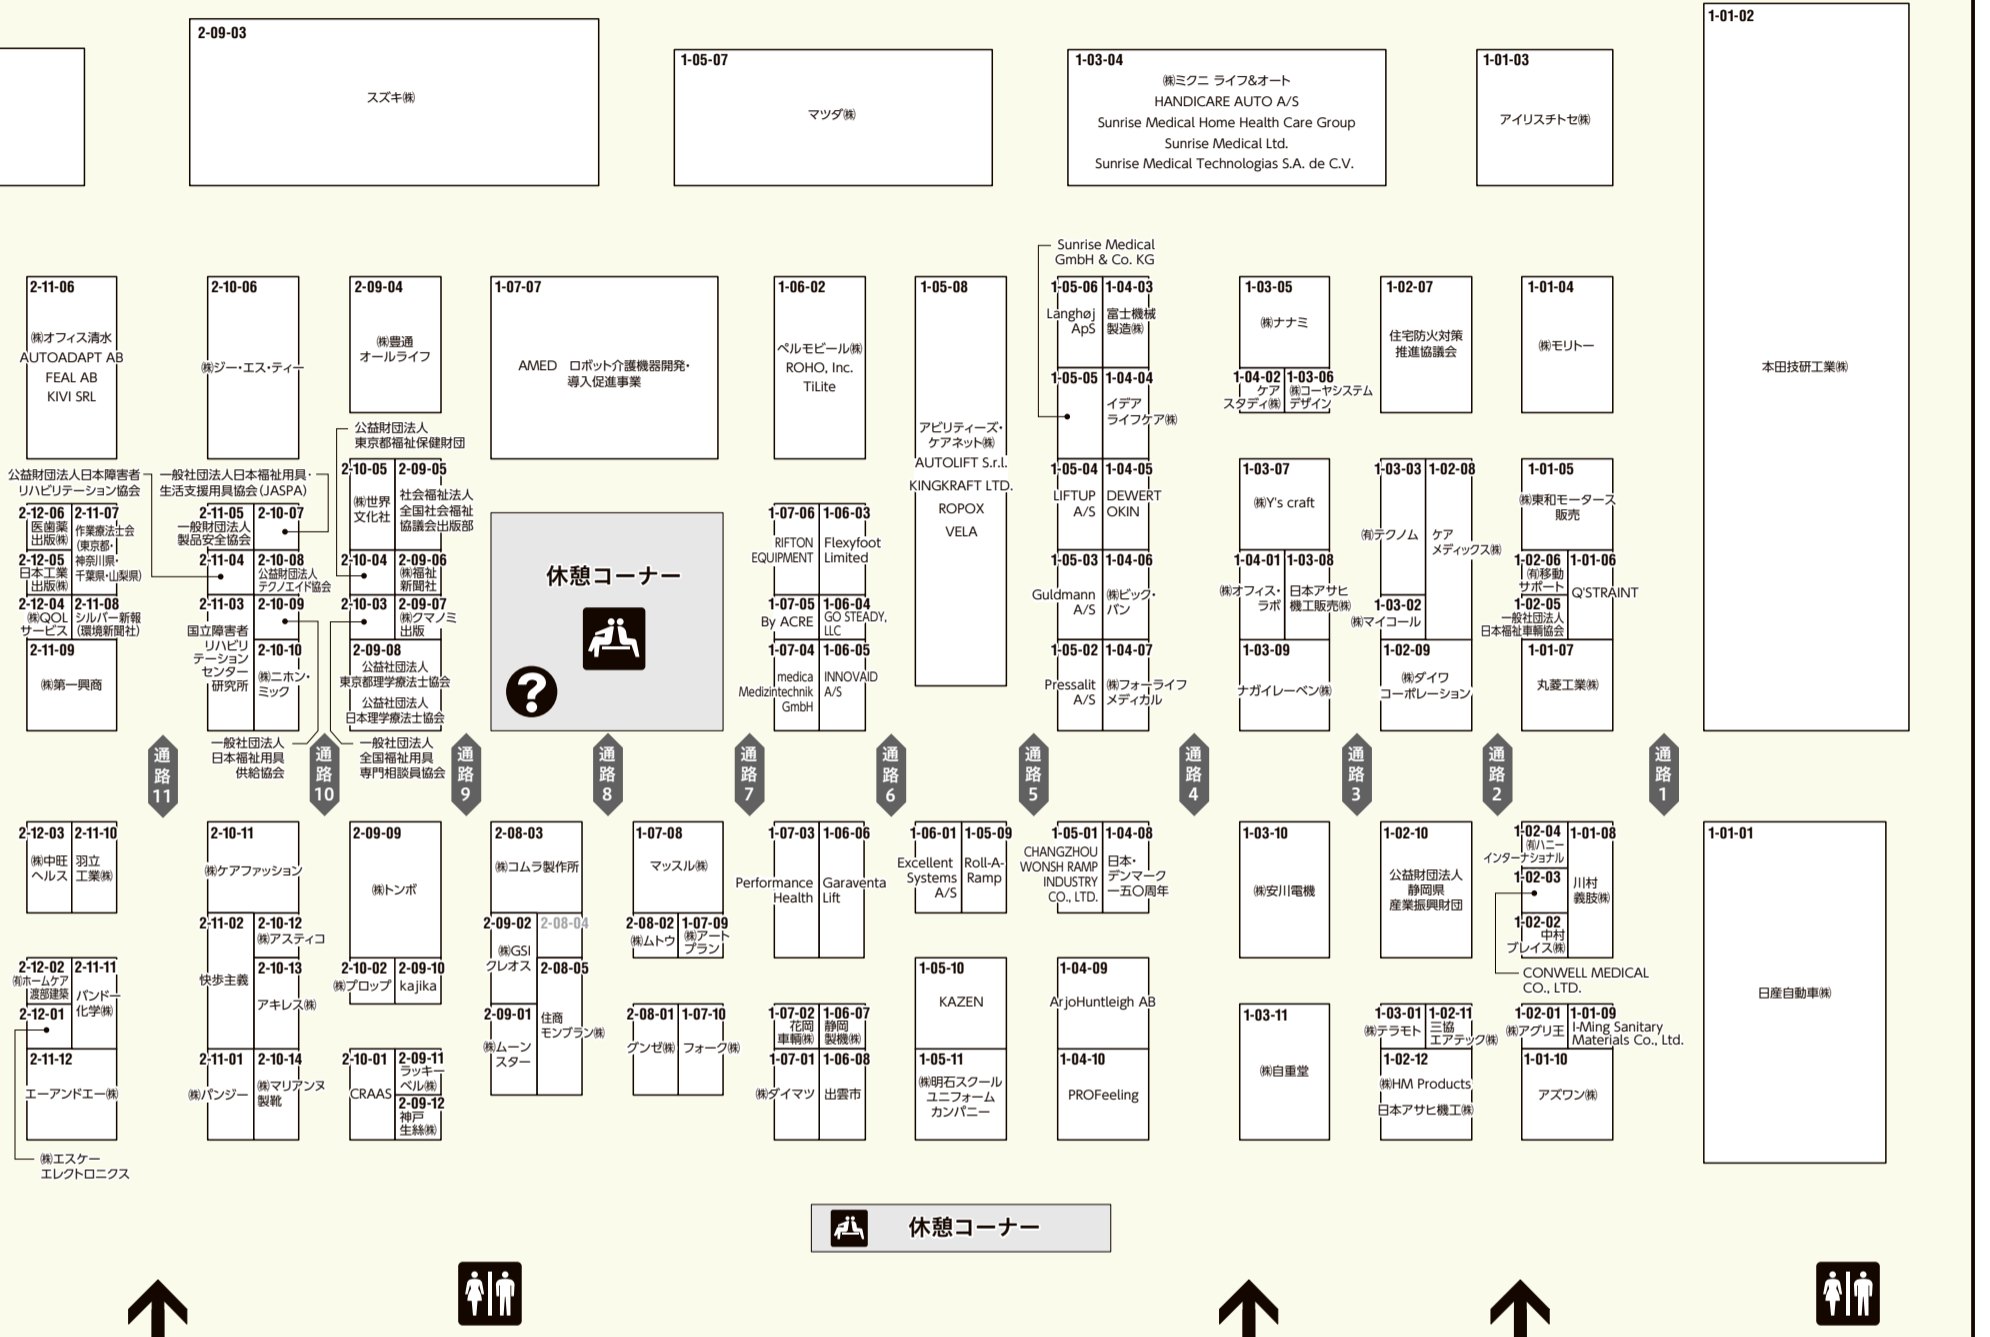 2-09-03
スズキ㈱
1-05-07
マツダ㈱
1-03-04
㈱ミクニ ライフ&オート
HANDICARE AUTO A/S
Sunrise Medical Home Health Care Group
Sunrise Medical Ltd.
Sunrise Medical Technologias S.A. de C.V.
1-01-03
アイリスチトセ㈱
1-01-02
本田技研工業㈱
2-11-06
㈱オフィス清水
AUTOADAPT AB
FEAL AB
KIVI SRL
2-10-06
㈱ジー・エス・ティー
2-09-04
㈱豊通
オールライフ
1-07-07
AMED ロボット介護機器開発・
導入促進事業
1-06-02
ペルモビール㈱
ROHO, Inc.
TiLite
1-05-08
アビリティーズ・
ケアネット㈱
AUTOLIFT S.r.l.
KINGKRAFT LTD.
ROPOX
VELA
Sunrise Medical
GmbH & Co. KG
1-05-06
Langhøj
ApS
1-04-03
富士機械
製造㈱
1-05-05
1-04-04
イデア
ライフケア㈱
1-05-04
LIFTUP
A/S
1-04-05
DEWERT
OKIN
1-05-03
Guldmann
A/S
1-04-06
㈱ビッグ・
バン
1-05-02
Pressalit
A/S
1-04-07
㈱フォーライフ
メディカル
1-03-05
㈱ナナミ
1-04-02
ケア
スタディ㈱
1-03-06
㈱コーヤシステム
デザイン
1-03-07
㈱Y's craft
1-04-01
㈱オフィス・
ラボ
1-03-08
日本アサヒ
機工販売㈱
1-03-09
ナガイレーベン㈱
1-02-07
住宅防火対策
推進協議会
1-03-03
㈲テクノム
1-02-08
ケア
メディックス㈱
1-03-02
㈱マイコール
1-02-09
㈱ダイワ
コーポレーション
1-01-04
㈱モリトー
1-01-05
㈱東和モータース
販売
1-02-06
㈲移動
サポート
1-01-06
Q'STRAINT
1-02-05
一般社団法人
日本福祉車輌協会
1-01-07
丸菱工業㈱
公益財団法人日本障害者
リハビリテーション協会
一般社団法人日本福祉用具・
生活支援用具協会(JASPA)
公益財団法人
東京都福祉保健財団
2-12-06
医歯薬
出版㈱
2-11-07
作業療法士会
(東京都・
神奈川県・
千葉県・山梨県)
2-12-05
日本工業
出版㈱
2-12-04
㈱QOL
サービス
2-11-08
シルバー新報
(環境新聞社)
2-11-09
㈱第一興商
2-11-05
一般財団法人
製品安全協会
2-10-07
2-11-04
2-10-08
公益財団法人
テクノエイド協会
2-11-03
国立障害者
リハビリ
テーション
センター
研究所
2-10-09
2-10-10
㈱ニホン・
ミック
2-10-05
㈱世界
文化社
2-09-05
社会福祉法人
全国社会福祉
協議会出版部
2-10-04
2-09-06
㈱福祉
新聞社
2-10-03
2-09-07
㈱クマノミ
出版
2-09-08
公益社団法人
東京都理学療法士協会
公益社団法人
日本理学療法士協会
一般社団法人
日本福祉用具
供給協会
一般社団法人
全国福祉用具
専門相談員協会
休憩コーナー
?
1-07-06
RIFTON
EQUIPMENT
1-06-03
Flexyfoot
Limited
1-07-05
By ACRE
1-06-04
GO STEADY,
LLC
1-07-04
medica
Medizintechnik
GmbH
1-06-05
INNOVAID
A/S
通路11
通路10
通路9
通路8
通路7
通路6
通路5
通路4
通路3
通路2
通路1
2-12-03
㈱中旺
ヘルス
2-11-10
羽立
工業㈱
2-12-02
㈲ホームケア
渡部建築
2-11-11
バンドー
化学㈱
2-12-01
2-11-12
エーアンドエー㈱
㈱エスケー
エレクトロニクス
2-10-11
㈱ケアファッション
2-11-02
快歩主義
2-10-12
㈱アスティコ
2-10-13
アキレス㈱
2-11-01
㈱パンジー
2-10-14
㈱マリアンヌ
製靴
2-09-09
㈱トンボ
2-10-02
㈱プロップ
2-09-10
kajika
2-10-01
CRAAS
2-09-11
ラッキー
ベル㈱
2-09-12
神戸
生絲㈱
2-08-03
㈱コムラ製作所
2-09-02
㈱GSI
クレオス
2-08-04
2-08-05
住商
モンブラン㈱
2-09-01
㈱ムーン
スター
1-07-08
マッスル㈱
2-08-02
㈱ムトウ
1-07-09
㈱アート
プラン
2-08-01
グンゼ㈱
1-07-10
フォーク㈱
1-07-03
Performance
Health
1-06-06
Garaventa
Lift
1-07-02
花岡
車輌㈱
1-06-07
静岡
製機㈱
1-07-01
㈱ダイマツ
1-06-08
出雲市
1-06-01
Excellent
Systems
A/S
1-05-09
Roll-A-
Ramp
1-05-10
KAZEN
1-05-11
㈱明石スクール
ユニフォーム
カンパニー
1-05-01
CHANGZHOU
WONSH RAMP
INDUSTRY
CO., LTD.
1-04-08
日本・
デンマーク
一五〇周年
1-04-09
ArjoHuntleigh AB
1-04-10
PROFeeling
1-03-10
㈱安川電機
1-03-11
㈱自重堂
1-02-10
公益財団法人
静岡県
産業振興財団
1-03-01
㈱テラモト
1-02-11
三協
エアテック㈱
1-02-12
㈱HM Products
日本アサヒ機工㈱
1-02-04
㈲ハニー
インターナショナル
1-01-08
川村
義肢㈱
1-02-03
1-02-02
中村
ブレイス㈱
CONWELL MEDICAL
CO., LTD.
1-02-01
㈱アグリ王
1-01-09
I-Ming Sanitary
Materials Co., Ltd.
1-01-10
アズワン㈱
1-01-01
日産自動車㈱
休憩コーナー